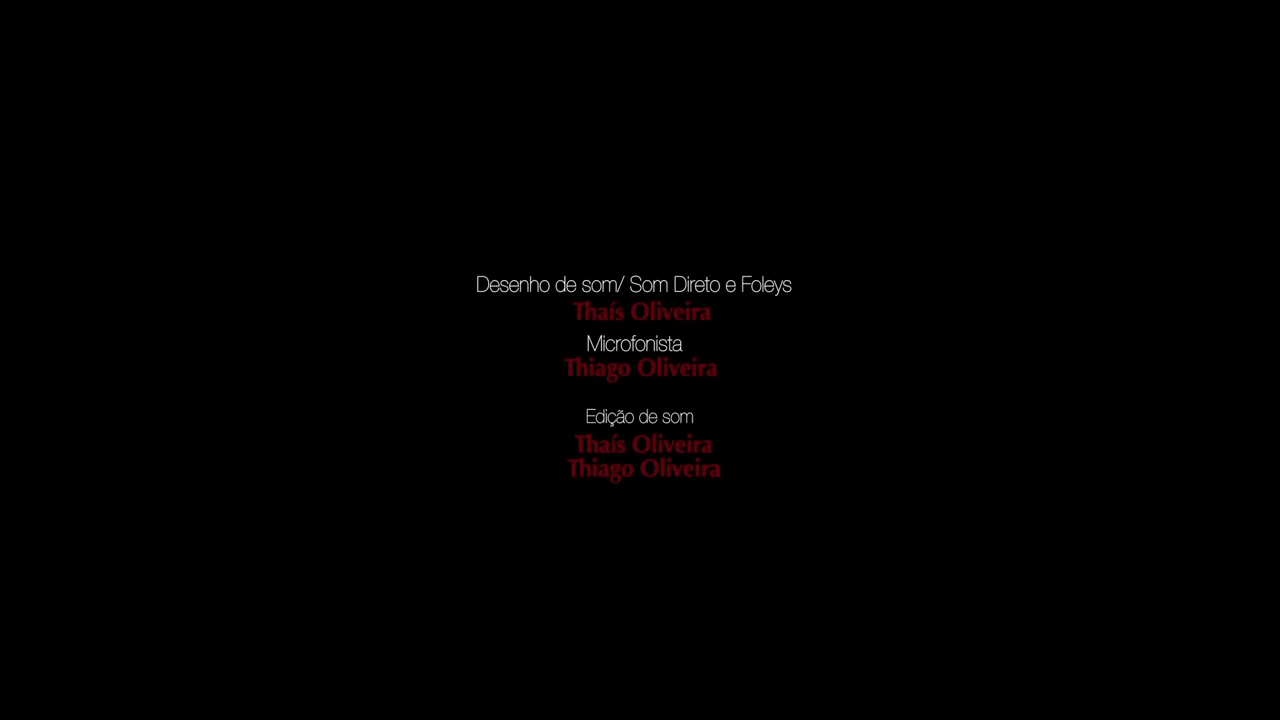 Desenho de som/ Som Direto e Foleys
Thaís Oliveira
Microfonista
Thiago Oliveira
Edição de som
Thaís Oliveira
Thiago Oliveira